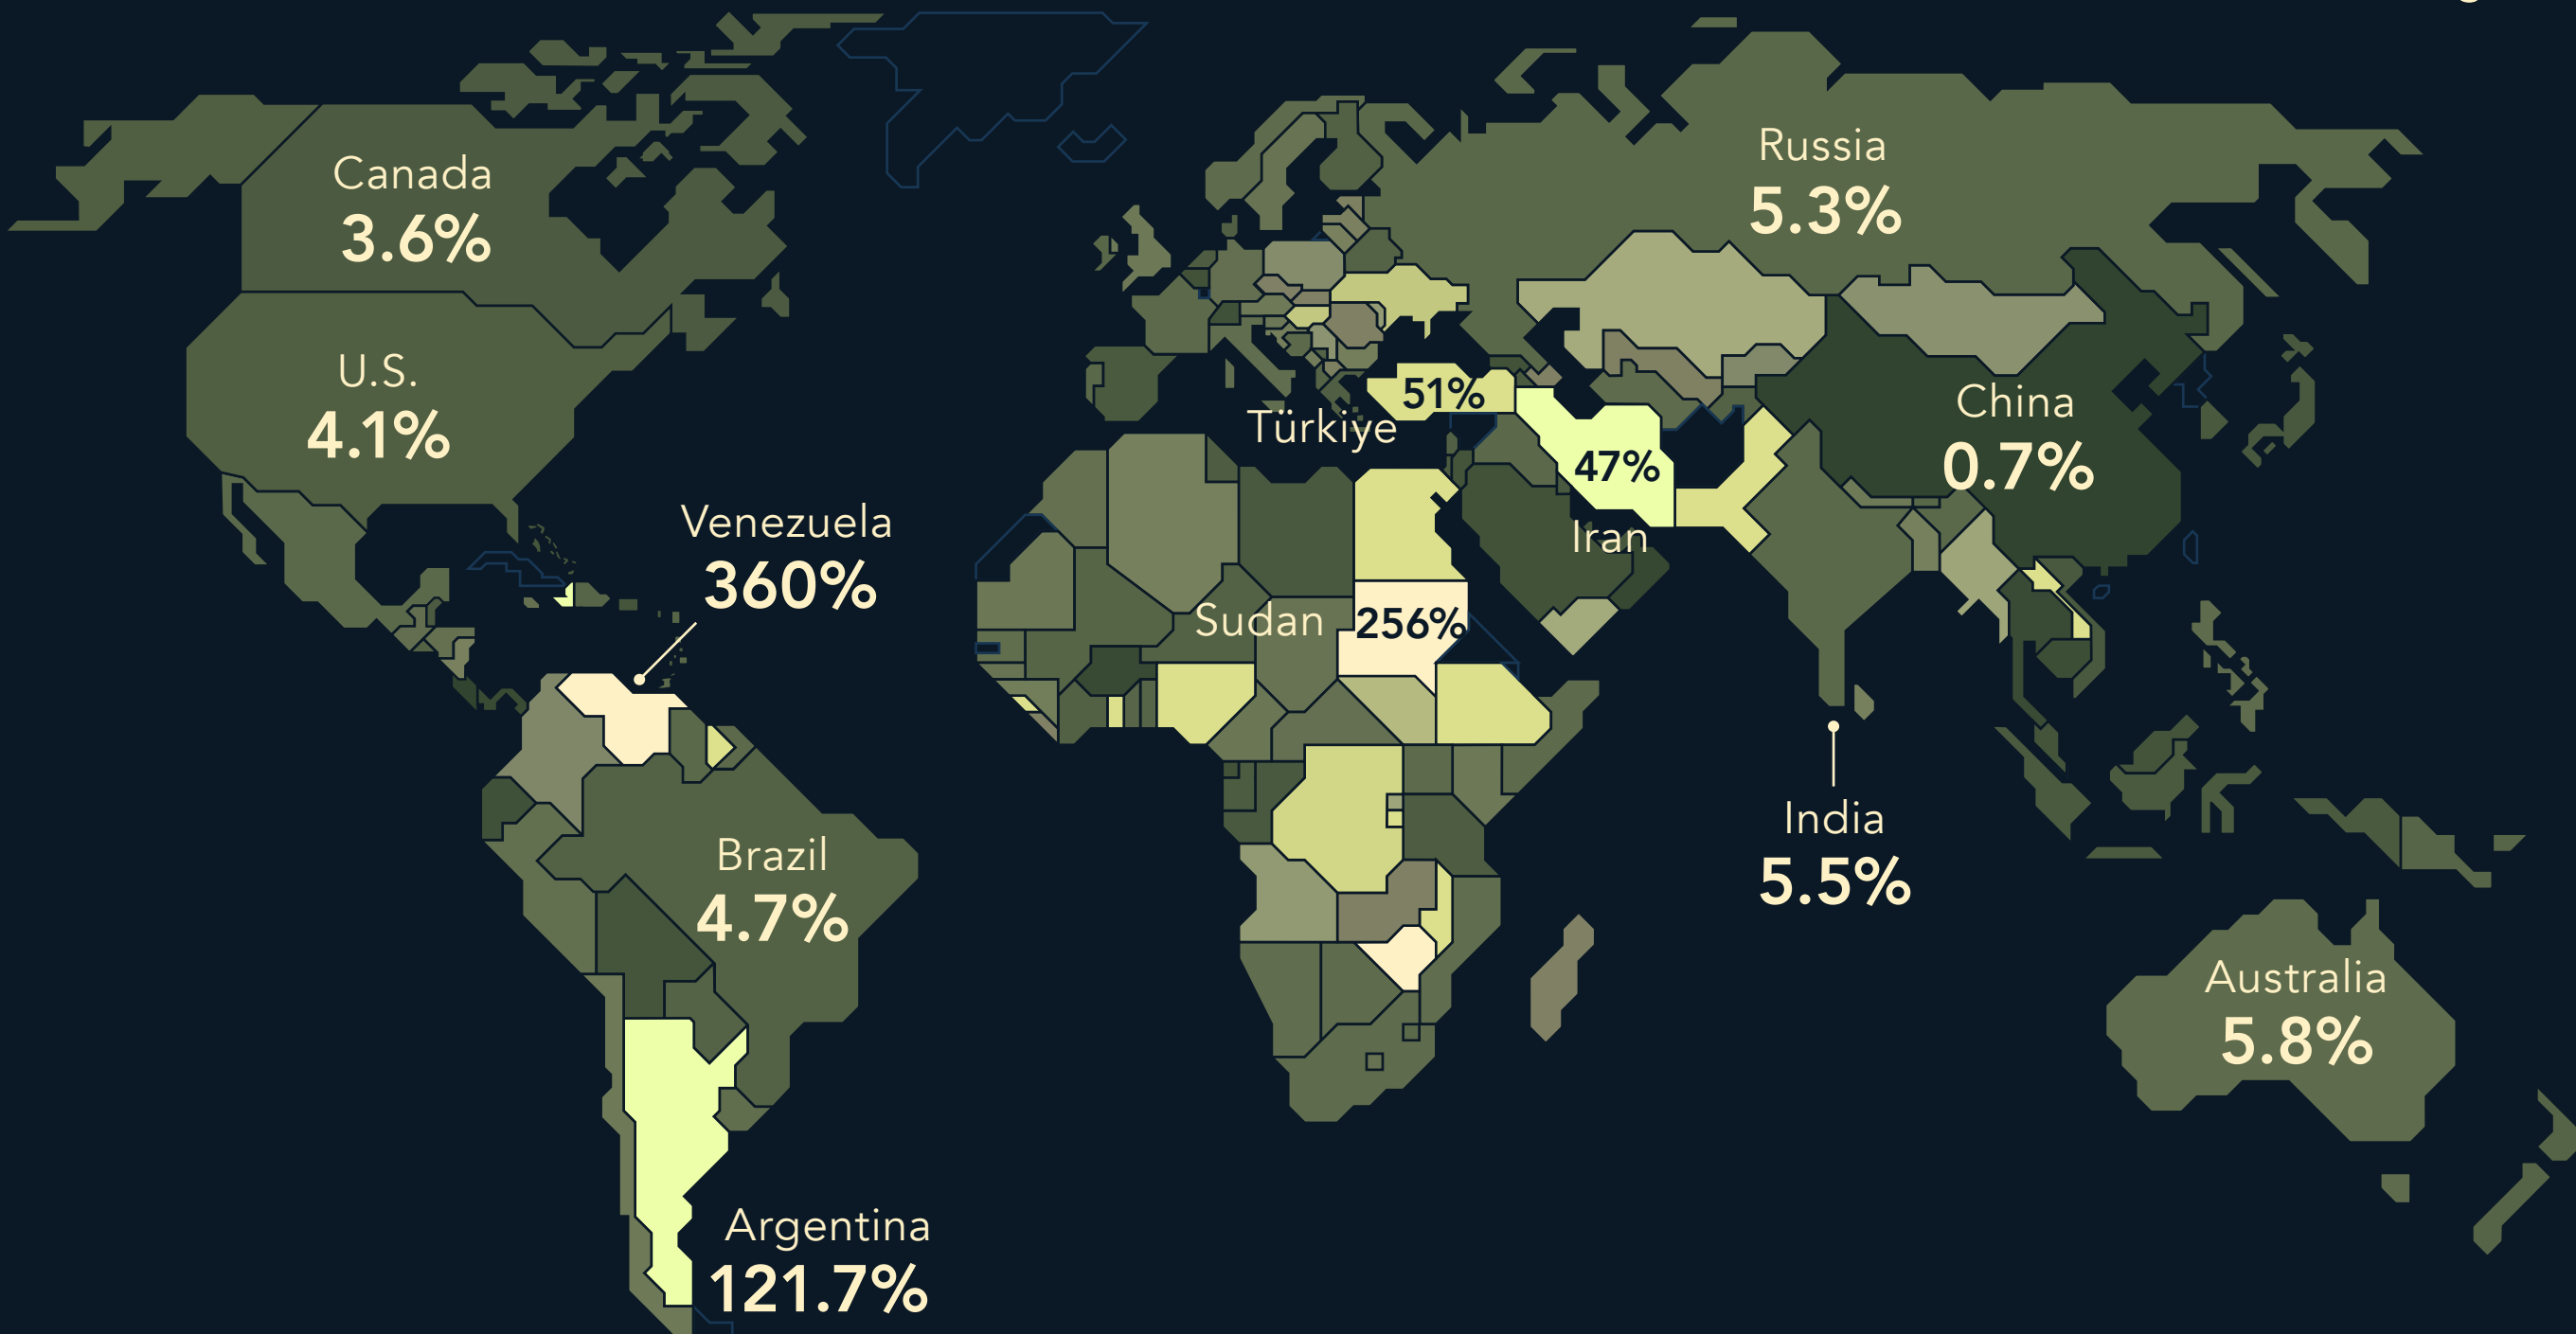 Canada
3.6%
Russia
5.3%
U.S.
4.1%
51%
Türkiye
China
0.7%
47%
Iran
Venezuela
360%
Sudan
256%
India
5.5%
Brazil
4.7%
Australia
5.8%
Argentina
121.7%